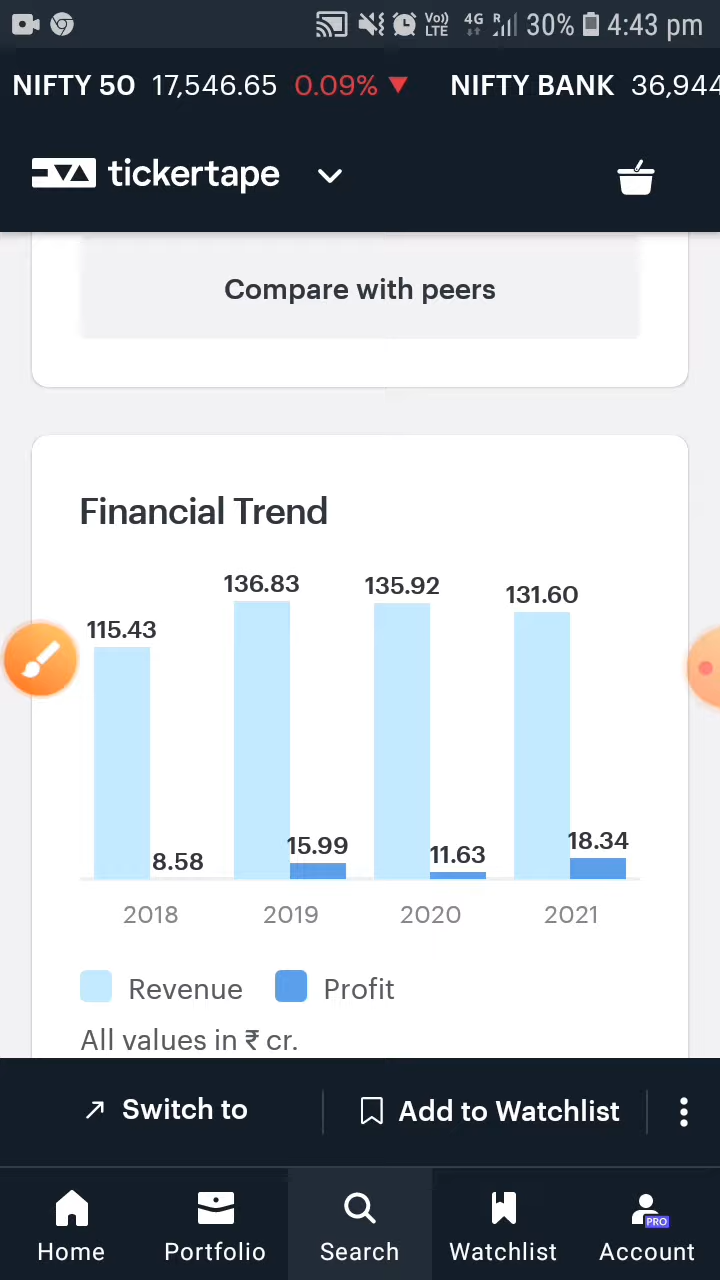 Vo)) LTE 4G R 30% 4:43 pm
NIFTY 50 17,546.65 0.09% ▼ NIFTY BANK 36,944
tickertape
Compare with peers
Financial Trend
115.43 136.83 135.92 131.60
8.58 15.99 11.63 18.34
2018 2019 2020 2021
Revenue Profit
All values in ₹ cr.
Switch to Add to Watchlist
PRO
Home Portfolio Search Watchlist Account